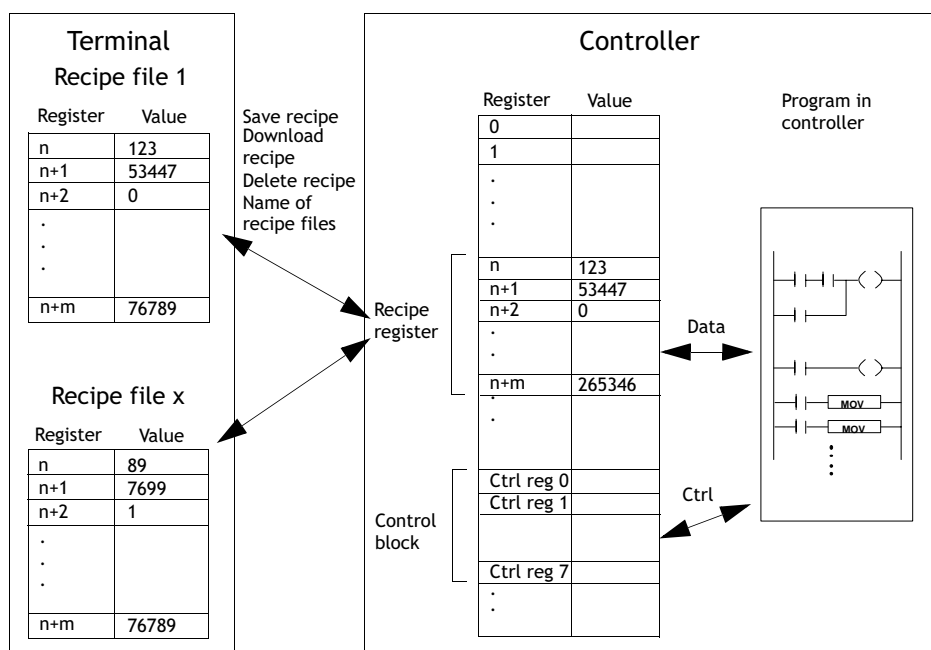 Terminal
Recipe file 1
Register Value
n 123
n+1 53447
n+2 0
.
.
.
n+m 76789
Recipe file x
Register Value
n 89
n+1 7699
n+2 1
.
.
.
n+m 76789
Save recipe
Download
recipe
Delete recipe
Name of
recipe files
Controller
Register Value
0
1
.
.
.
n 123
n+1 53447
n+2 0
.
.
n+m 265346
.
.
Ctrl reg 0
Ctrl reg 1
Ctrl reg 7
.
.
Recipe
register
Control
block
Data
Ctrl
Program in
controller
MOV
MOV